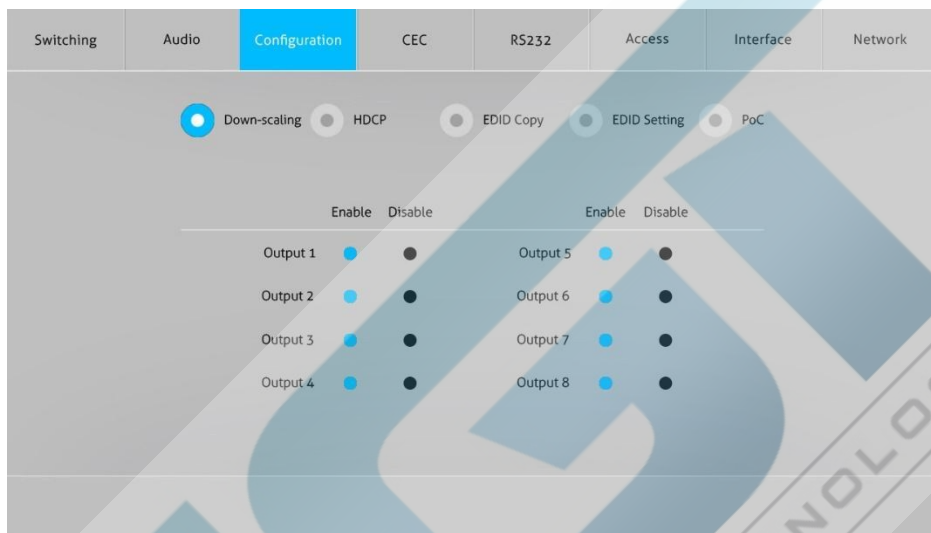 Switching Audio Configuration CEC RS232 Access Interface Network
Down-scaling HDCP EDID Copy EDID Setting PoC
Enable Disable Enable Disable
Output 1 Output 5
Output 2 Output 6
Output 3 Output 7
Output 4 Output 8